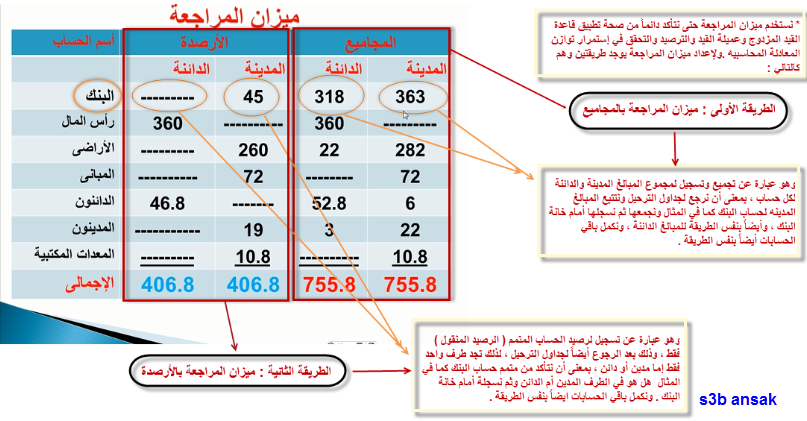 ميزان المراجعة
المجاميع الأرصدة أسم الحساب
المدينة الدائنة المدينة الدائنة
363 318 45 --------- البنك
---------- 360 ---------- 360 رأس المال
282 22 260 --------- الأراضى
72 ---------- 72 ---------- المبانى
6 52.8 ------- 46.8 الدائنون
22 3 19 ----------- المدينون
10.8 ---------- 10.8 --------- المعدات المكتبية
755.8 755.8 406.8 406.8 الإجمالى
* نستخدم ميزان المراجعة حتى نتأكد دائماً من صحة تطبيق قاعدة
القيد المزدوج وعميلة القيد والترصيد والتحقق في إستمرار توازن
المعادلة المحاسبيه .ولإعداد ميزان المراجعة يوجد طريقتين وهم
كالتالي :
الطريقة الأولى : ميزان المراجعة بالمجاميع
وهو عبارة عن تجميع وتسجيل لمجموع المبالغ المدينة والدائنة
لكل حساب ، بمعنى أن نرجع لجداول الترحيل ونتتبع المبالغ
المدينه لحساب البنك كما في المثال ونجمعها ثم نسجلها أمام خانة
البنك ، وأيضاً بنفس الطريقة للمبالغ الدائنة ، ونكمل باقي
الحسابات أيضاً بنفس الطريقة .
وهو عبارة عن تسجيل لرصيد الحساب المتمم ( الرصيد المنقول )
فقط ، وذلك بعد الرجوع أيضاً لجداول الترحيل ، لذلك تجد طرف واحد
فقط إما مدين أو دائن ، بمعنى أن نتأكد من متمم حساب البنك كما في
المثال هل هو في الطرف المدين أم الدائن وثم نسجلة أمام خانة
البنك . ونكمل باقي الحسابات ايضاً بنفس الطريقة .
الطريقة الثانية : ميزان المراجعة بالأرصدة
s3b ansak